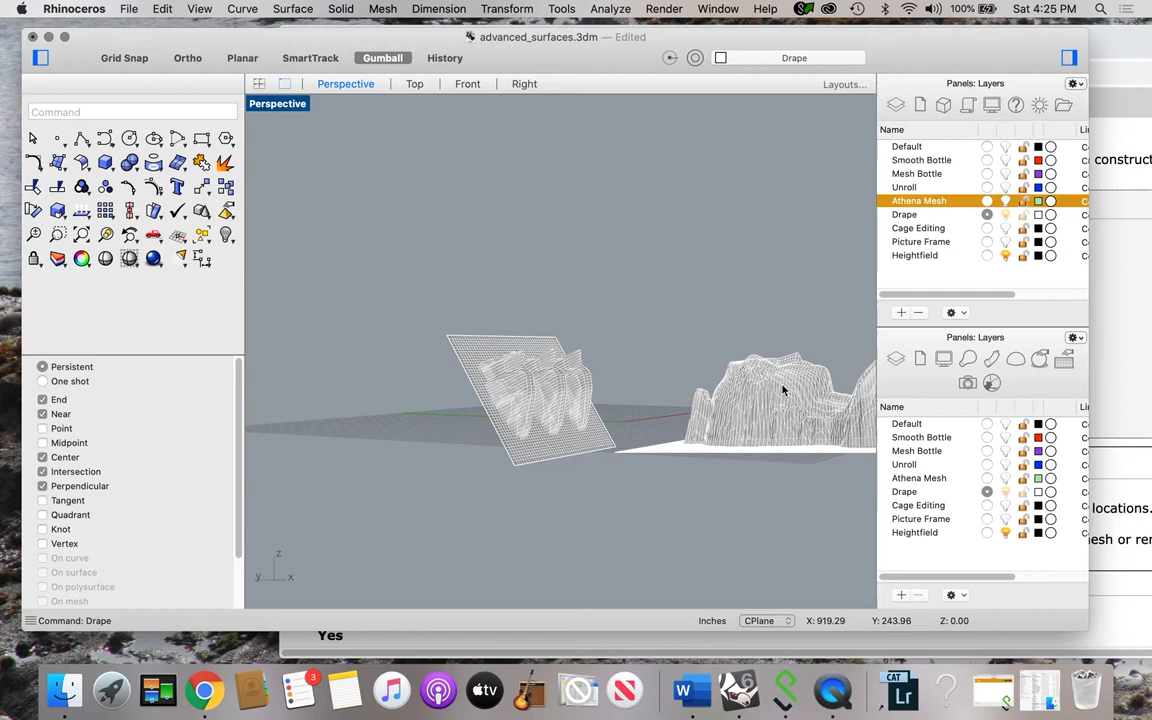 Rhinoceros File Edit View Curve Surface Solid Mesh Dimension Transform Tools Analyze Render Window Help 100% Sat 4:25 PM
advanced_surfaces.3dm — Edited
Grid Snap Ortho Planar SmartTrack Gumball History Drape
Perspective Top Front Right Layouts... Panels: Layers
Perspective
Command
Name
Default
Smooth Bottle
Mesh Bottle
Unroll
Athena Mesh
Drape
Cage Editing
Picture Frame
Heightfield
construct
Panels: Layers
Name
Default
Smooth Bottle
Mesh Bottle
Unroll
Athena Mesh
Drape
Cage Editing
Picture Frame
Heightfield
locations.
Persistent
One shot
End
Near
Point
Midpoint
Center
Intersection
Perpendicular
Tangent
Quadrant
Knot
Vertex
On curve
On surface
On polysurface
On mesh
z
y x
Command: Drape Inches CPlane X: 919.29 Y: 243.96 Z: 0.00
Yes
3
tv
W
6
CAT
Lr
?